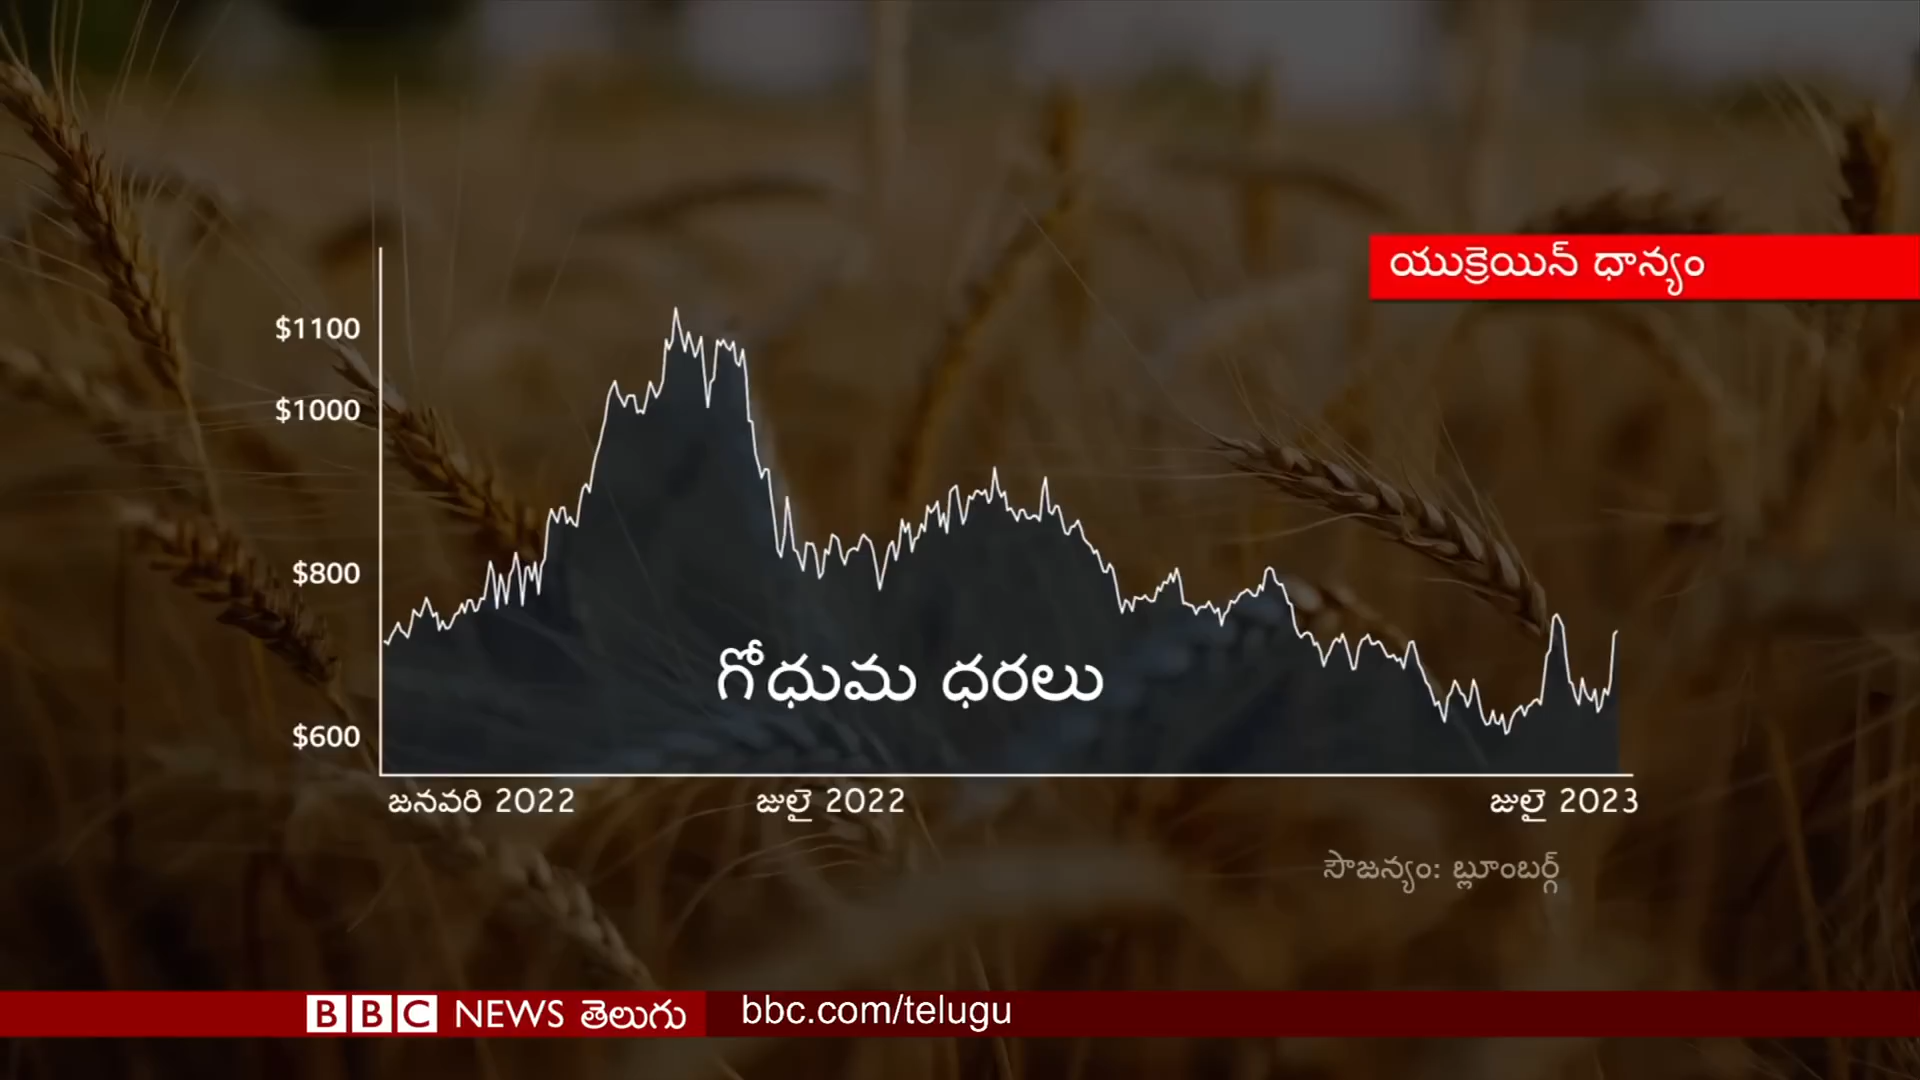 యుక్రెయిన్ ధాన్యం
$1100
$1000
$800
$600
గోధుమ ధరలు
జనవరి 2022
జులై 2022
జులై 2023
సౌజన్యం: బ్లూంబర్గ్
BBC NEWS తెలుగు bbc.com/telugu